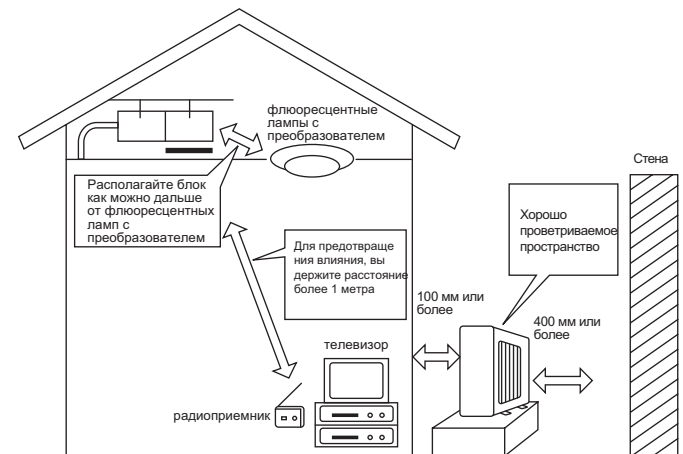 флюоресцентные
лампы с
преобразователем
Стена
Располагайте блок
как можно дальше
от флюоресцентных
ламп с
преобразователем
Хорошо
проветриваемое
пространство
Для предотвраще
ния влияния, вы
держите расстояние
более 1 метра
100 мм или
более
400 мм или
более
телевизор
радиоприемник